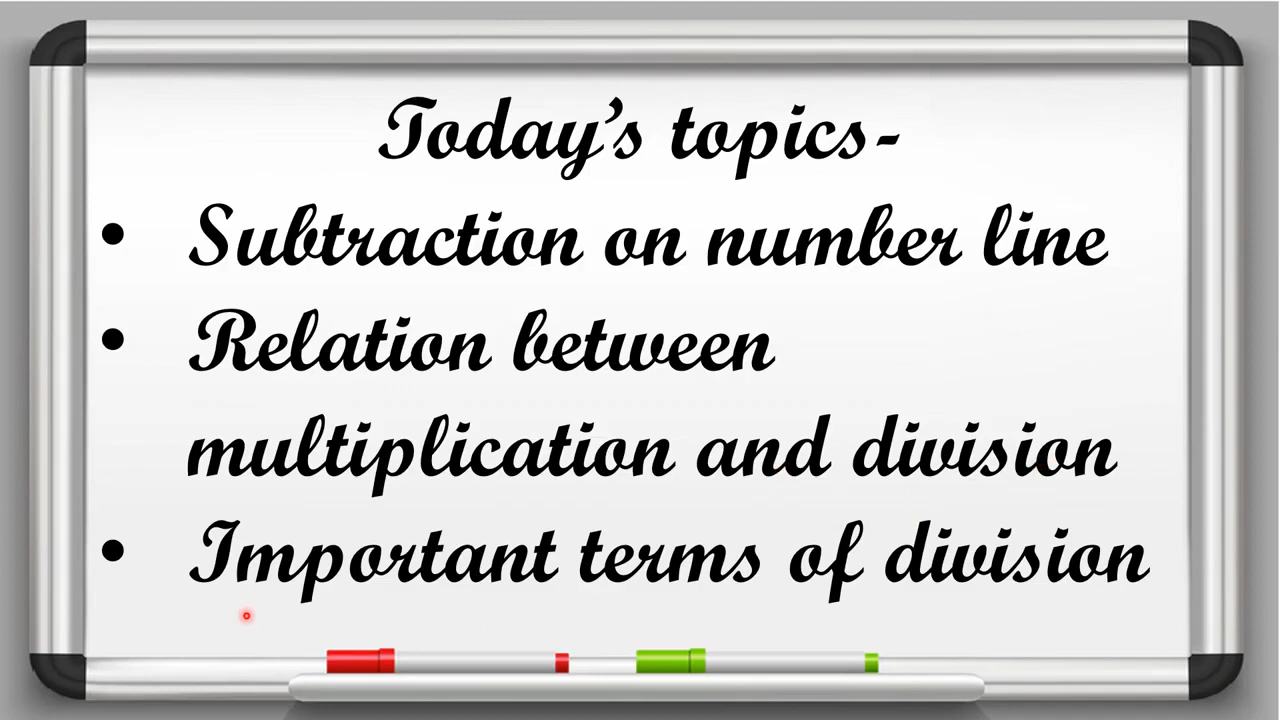 Today’s topics-
• Subtraction on number line
• Relation between
multiplication and division
• Important terms of division